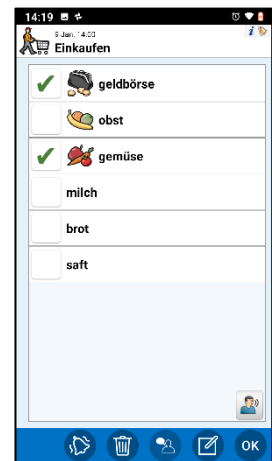 14:19
9 Jan. 14:00
Einkaufen
geldbörse
obst
gemüse
milch
brot
saft
OK